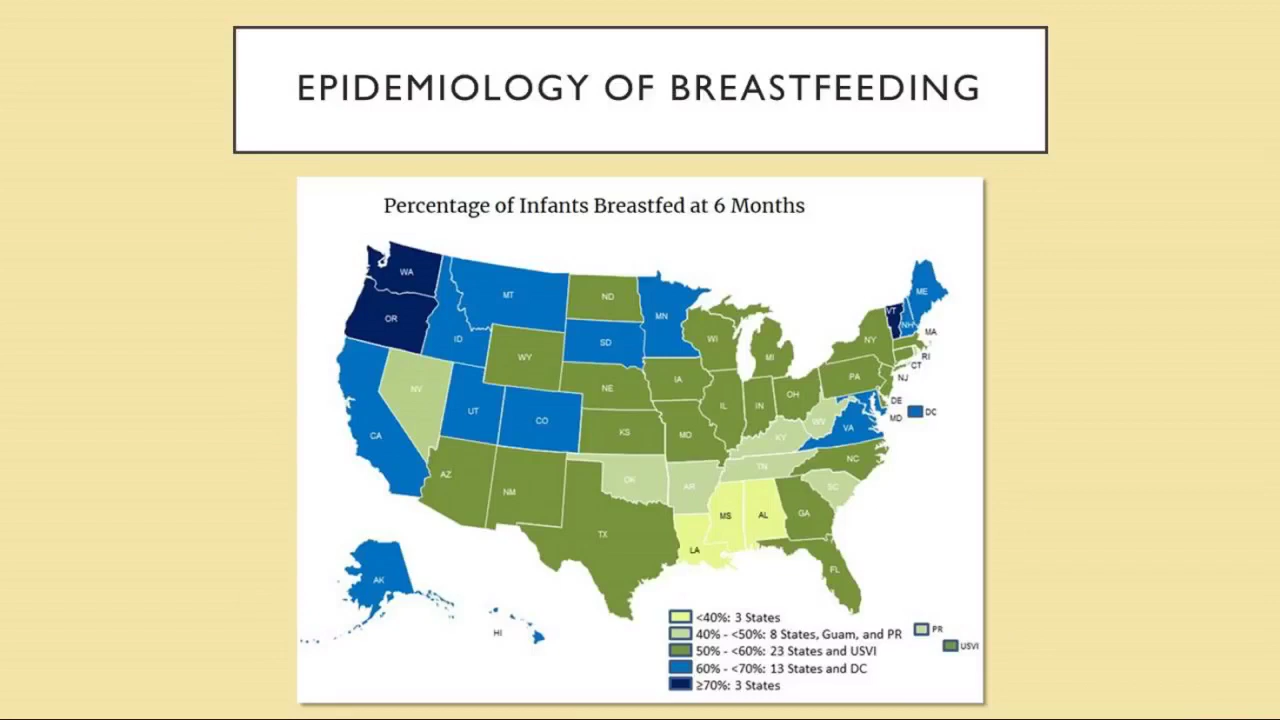 EPIDEMIOLOGY OF BREASTFEEDING
Percentage of Infants Breastfed at 6 Months
WA
OR
MT
ID
ND
MN
SD
WY
NV
UT
CO
CA
NE
KS
IA
MO
WI
MI
IL
IN
OH
PA
NY
VT
NH
ME
MA
RI
CT
NJ
DE
MD
DC
WV
VA
KY
TN
NC
SC
AZ
NM
OK
AR
TX
LA
MS
AL
GA
FL
AK
HI
<40%: 3 States
40% - <50%: 8 States, Guam, and PR
50% - <60%: 23 States and USVI
60% - <70%: 13 States and DC
≥70%: 3 States
PR
USVI